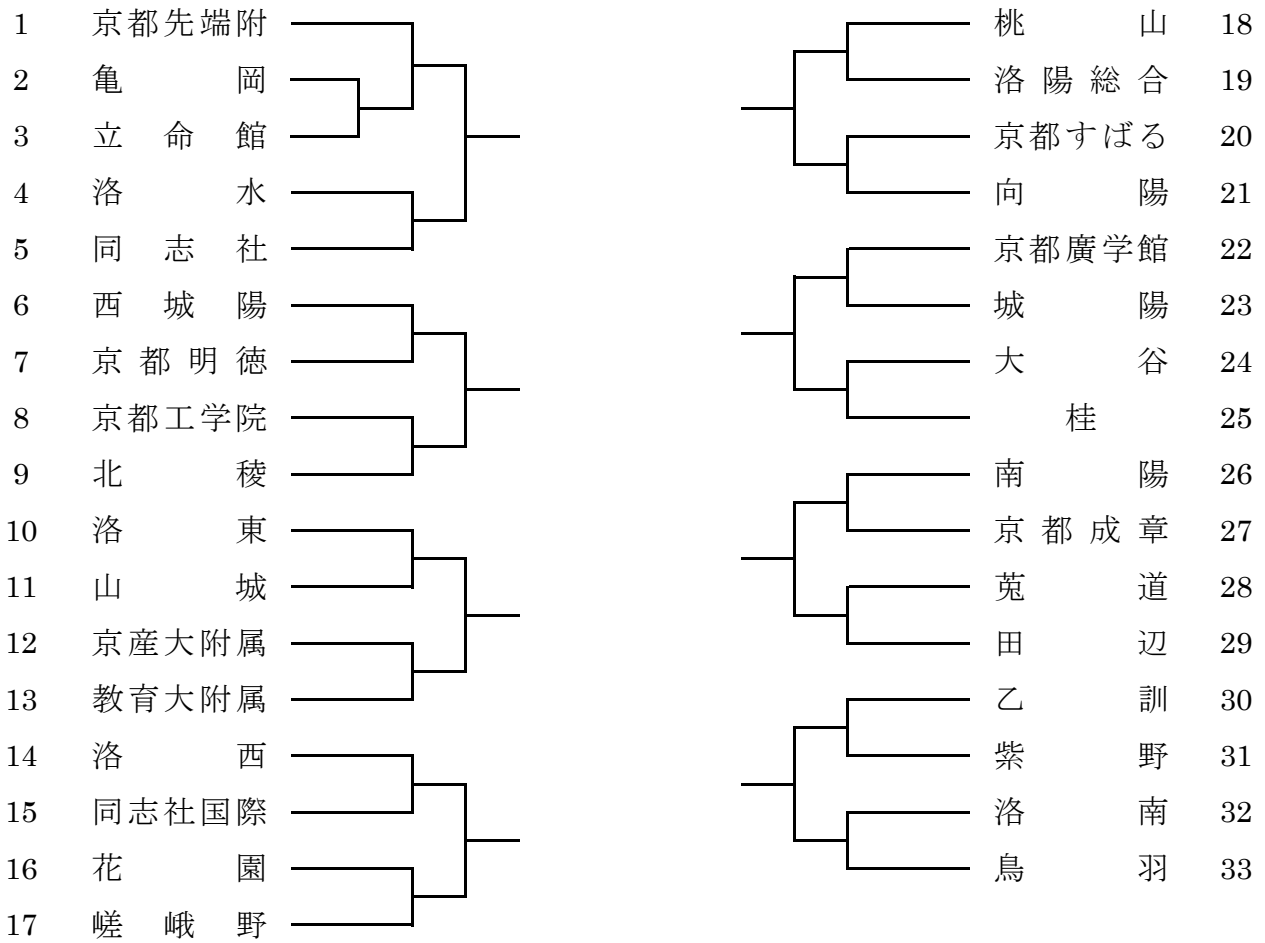 1 京都先端附
2 亀岡
3 立命館
4 洛水
5 同志社
6 西城陽
7 京都明徳
8 京都工学院
9 北稜
10 洛東
11 山城
12 京産大附属
13 教育大附属
14 洛西
15 同志社国際
16 花園
17 嵯峨野
桃山 18
洛陽総合 19
京都すばる 20
向陽 21
京都廣学館 22
城陽 23
大谷 24
桂 25
南陽 26
京都成章 27
莵道 28
田辺 29
乙訓 30
紫野 31
洛南 32
鳥羽 33